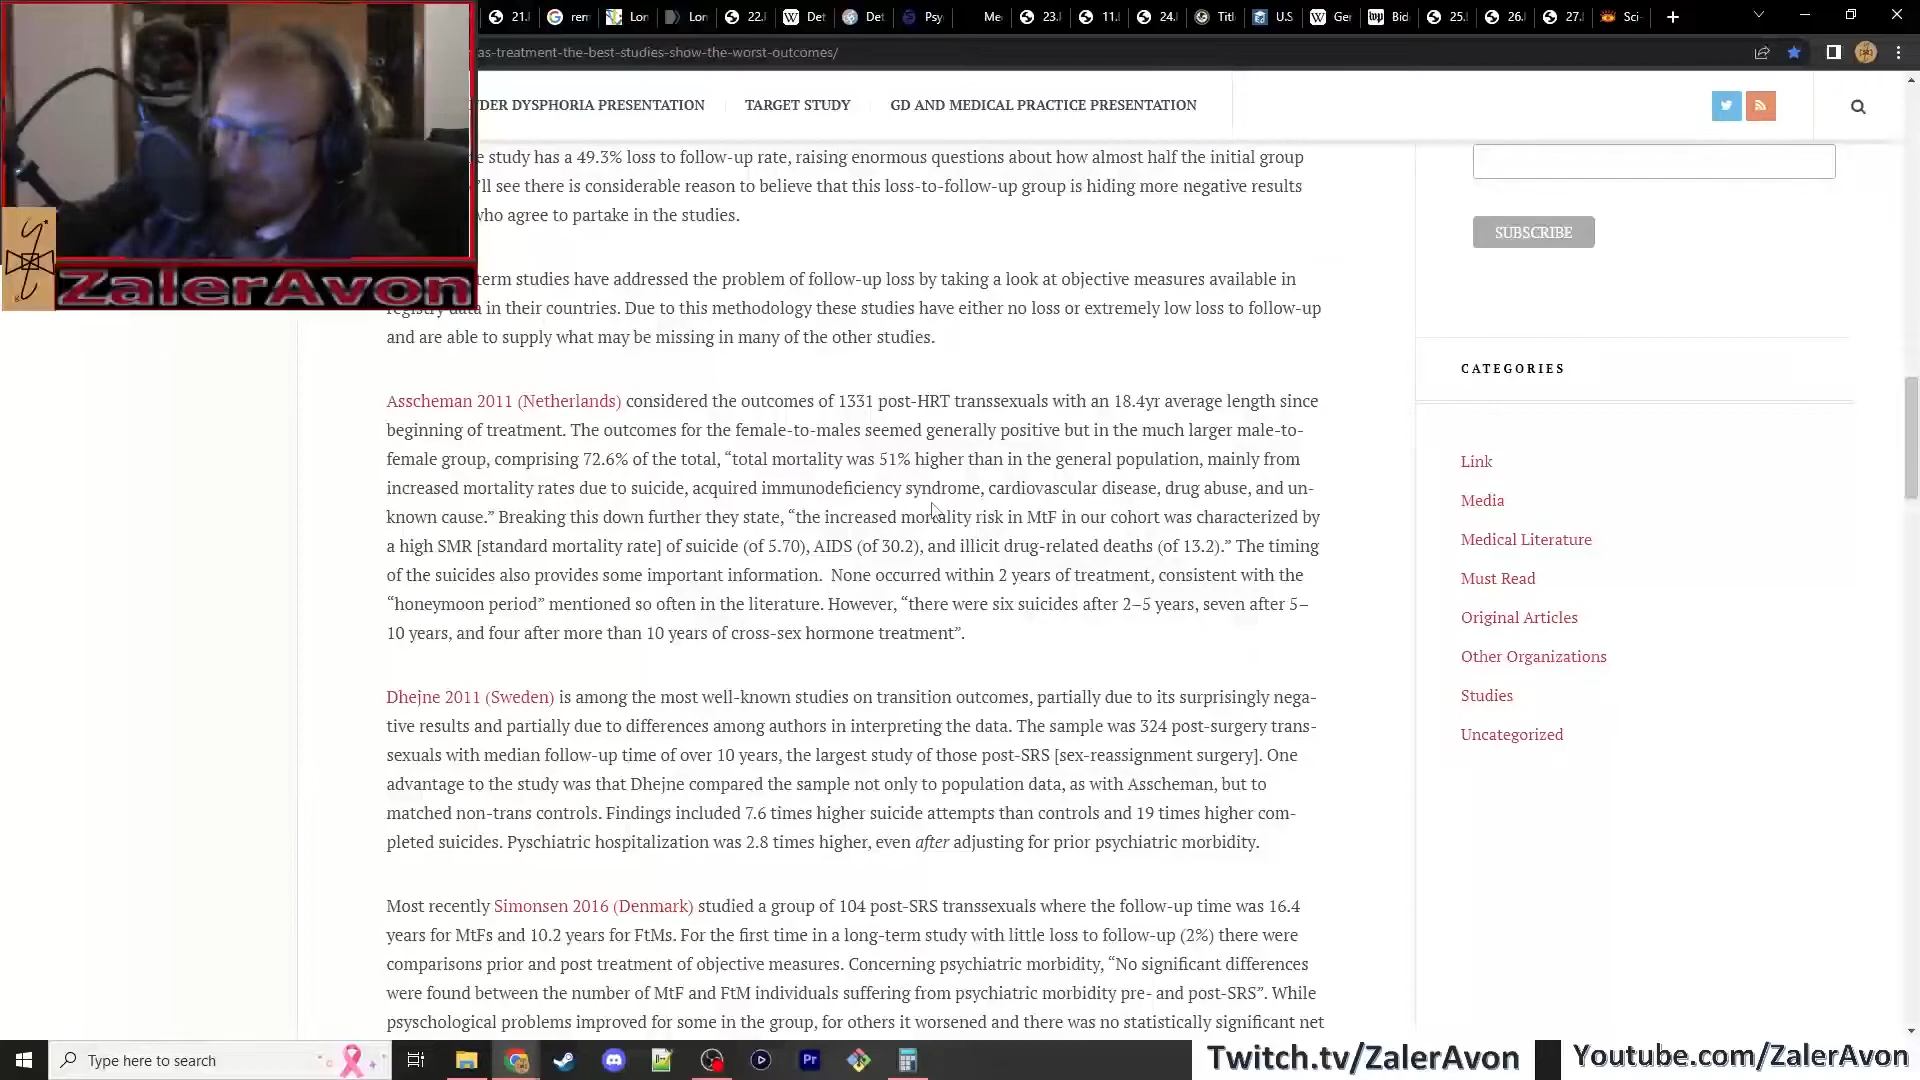 21.
rem
Lon
Lon
22.
Det
Det
Psy
Me
23.
11.
24.
Titl
U.S
Ger
Bid
25.
26.
27.
Sci-
as-treatment-the-best-studies-show-the-worst-outcomes/
DER DYSPHORIA PRESENTATION
TARGET STUDY
GD AND MEDICAL PRACTICE PRESENTATION
e study has a 49.3% loss to follow-up rate, raising enormous questions about how almost half the initial group
'll see there is considerable reason to believe that this loss-to-follow-up group is hiding more negative results
who agree to partake in the studies.
SUBSCRIBE
ZalerAvon
term studies have addressed the problem of follow-up loss by taking a look at objective measures available in
registry data in their countries. Due to this methodology these studies have either no loss or extremely low loss to follow-up
and are able to supply what may be missing in many of the other studies.
Asscheman 2011 (Netherlands) considered the outcomes of 1331 post-HRT transsexuals with an 18.4yr average length since
beginning of treatment. The outcomes for the female-to-males seemed generally positive but in the much larger male-to-
female group, comprising 72.6% of the total, “total mortality was 51% higher than in the general population, mainly from
increased mortality rates due to suicide, acquired immunodeficiency syndrome, cardiovascular disease, drug abuse, and un-
known cause.” Breaking this down further they state, “the increased mortality risk in MtF in our cohort was characterized by
a high SMR [standard mortality rate] of suicide (of 5.70), AIDS (of 30.2), and illicit drug-related deaths (of 13.2).” The timing
of the suicides also provides some important information.  None occurred within 2 years of treatment, consistent with the
“honeymoon period” mentioned so often in the literature. However, “there were six suicides after 2–5 years, seven after 5–
10 years, and four after more than 10 years of cross-sex hormone treatment”.
Dhejne 2011 (Sweden) is among the most well-known studies on transition outcomes, partially due to its surprisingly nega-
tive results and partially due to differences among authors in interpreting the data. The sample was 324 post-surgery trans-
sexuals with median follow-up time of over 10 years, the largest study of those post-SRS [sex-reassignment surgery]. One
advantage to the study was that Dhejne compared the sample not only to population data, as with Asscheman, but to
matched non-trans controls. Findings included 7.6 times higher suicide attempts than controls and 19 times higher com-
pleted suicides. Pyschiatric hospitalization was 2.8 times higher, even after adjusting for prior psychiatric morbidity.
Most recently Simonsen 2016 (Denmark) studied a group of 104 post-SRS transsexuals where the follow-up time was 16.4
years for MtFs and 10.2 years for FtMs. For the first time in a long-term study with little loss to follow-up (2%) there were
comparisons prior and post treatment of objective measures. Concerning psychiatric morbidity, “No significant differences
were found between the number of MtF and FtM individuals suffering from psychiatric morbidity pre- and post-SRS”. While
psyschological problems improved for some in the group, for others it worsened and there was no statistically significant net
CATEGORIES
Link
Media
Medical Literature
Must Read
Original Articles
Other Organizations
Studies
Uncategorized
Type here to search
Twitch.tv/ZalerAvon
Youtube.com/ZalerAvon